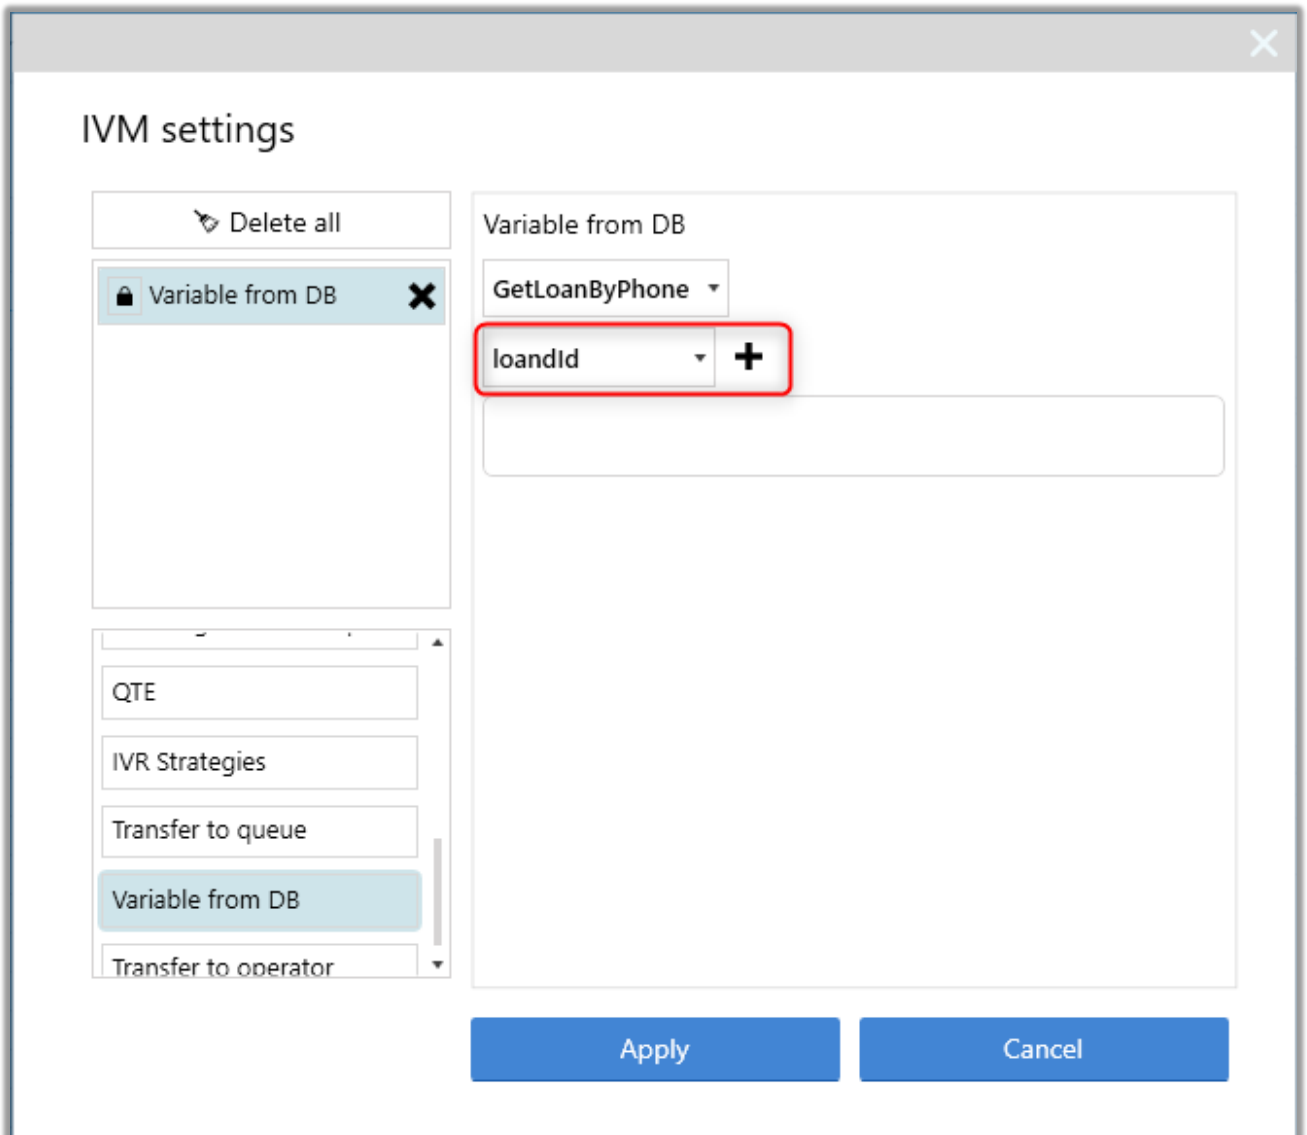 IVM settings
Delete all
Variable from DB
Variable from DB
GetLoanByPhone
loandId
QTE
IVR Strategies
Transfer to queue
Variable from DB
Transfer to operator
Apply
Cancel